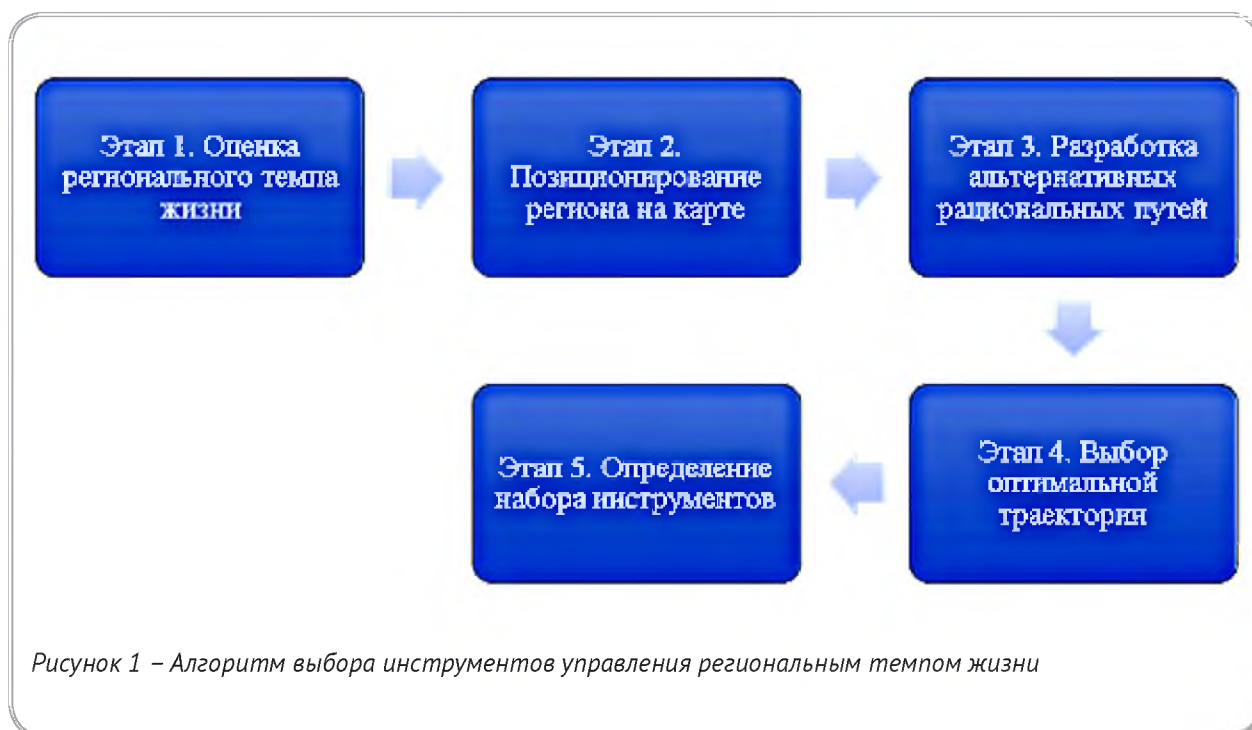 Этап 1. Оценка
регионального темпа
жизни
Этап 2.
Позиционирование
региона на карте
Этап 3. Разработка
альтернативных
рациональных путей
Этап 4. Выбор
оптимальной
траектории
Этап 5. Определение
набора инструментов
Рисунок 1 – Алгоритм выбора инструментов управления региональным темпом жизни